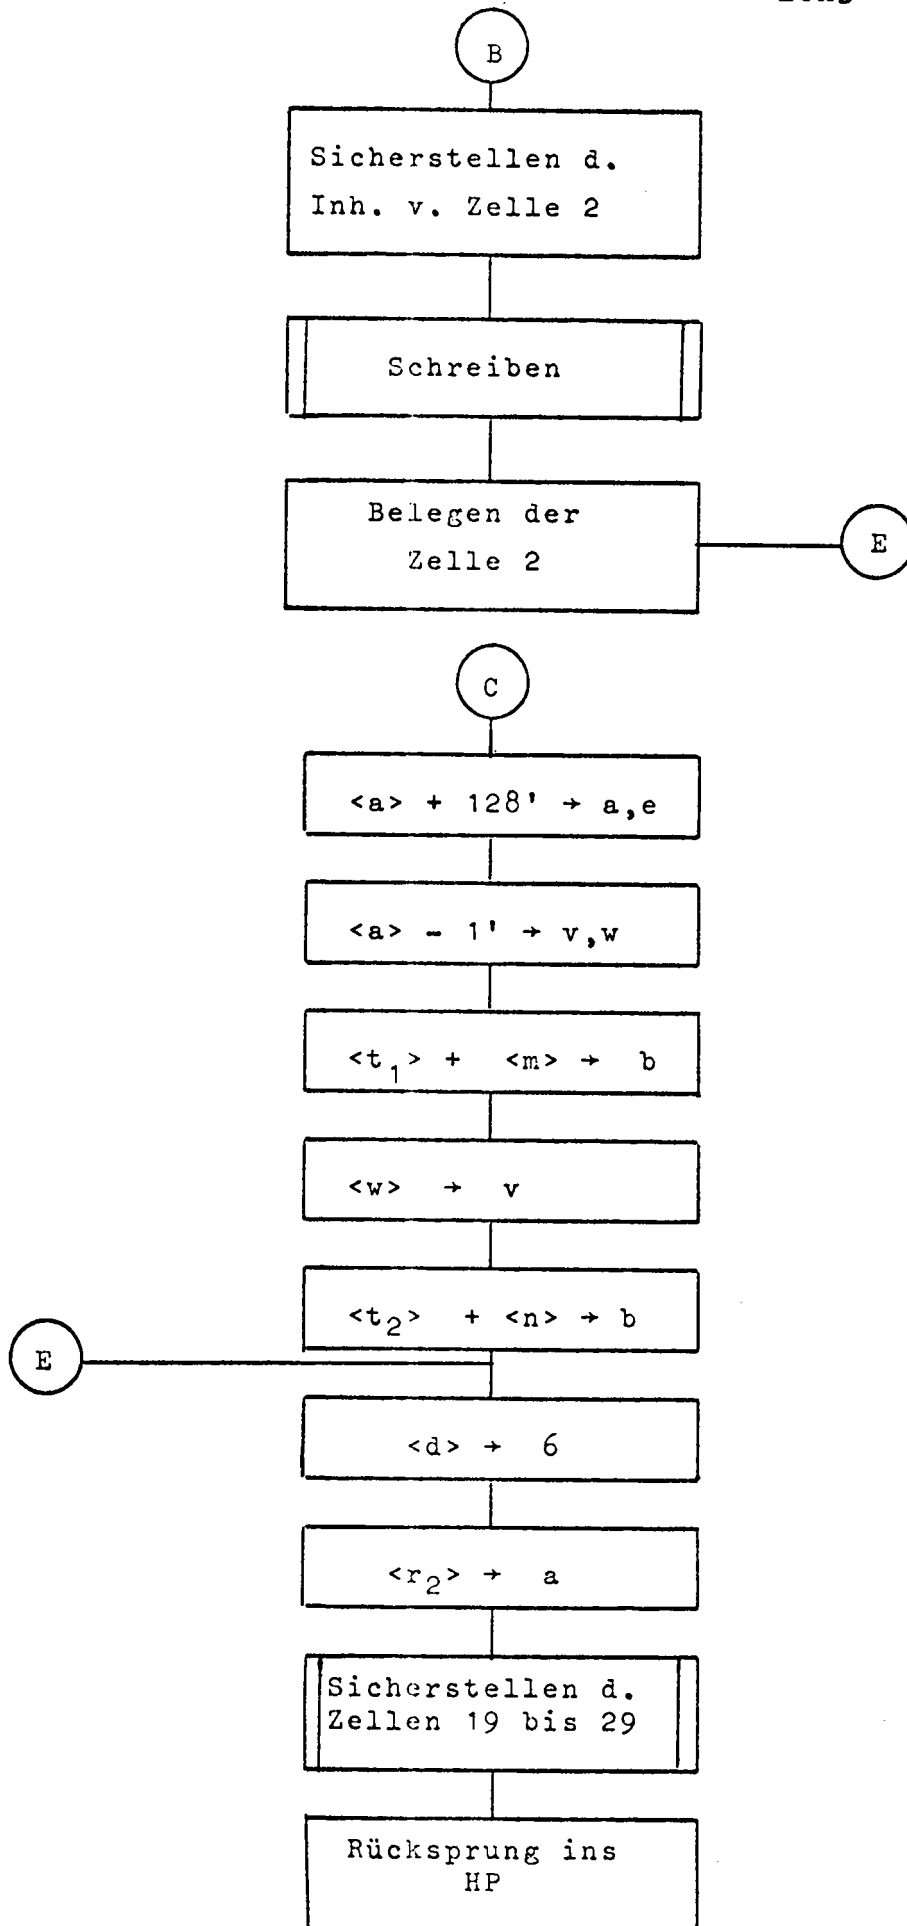 B
Sicherstellen d.
Inh. v. Zelle 2
Schreiben
Belegen der
Zelle 2
E
C
<a> + 128' → a,e
<a> - 1' → v,w
<t₁> + <m> → b
<w> → v
<t₂> + <n> → b
E
<d> → 6
<r₂> → a
Sicherstellen d.
Zellen 19 bis 29
Rücksprung ins
HP